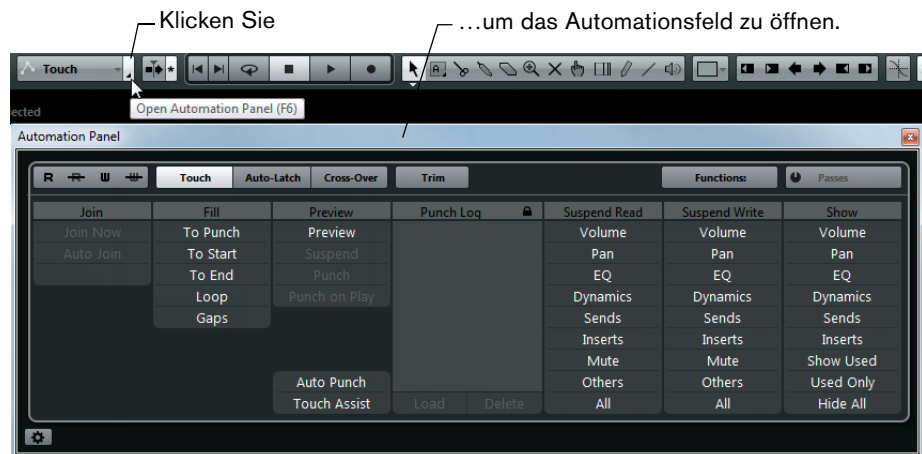 Klicken Sie
…um das Automationsfeld zu öffnen.
Touch
ected
Open Automation Panel (F6)
Automation Panel
R R W W Touch Auto-Latch Cross-Over Trim Functions: Passes
Join Fill Preview Punch Log Suspend Read Suspend Write Show
Join Now To Punch Preview Volume Volume Volume
Auto Join To Start Suspend Pan Pan Pan
To End Punch EQ EQ EQ
Loop Punch on Play Dynamics Dynamics Dynamics
Gaps Sends Sends Sends
Inserts Inserts Inserts
Mute Mute Show Used
Auto Punch Others Others Used Only
Touch Assist Load Delete All All Hide All